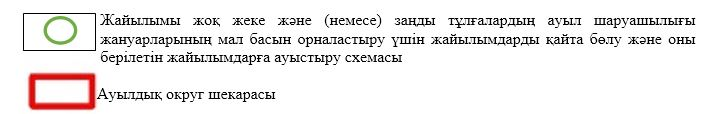 Жайылымы жоқ жеке және (немесе) заңды тұлғалардың ауыл шаруашылығы
жануарларының мал басын орналастыру үшін жайылымдарды қайта бөлу және оны
берілетін жайылымдарға ауыстыру схемасы
Ауылдық округ шекарасы